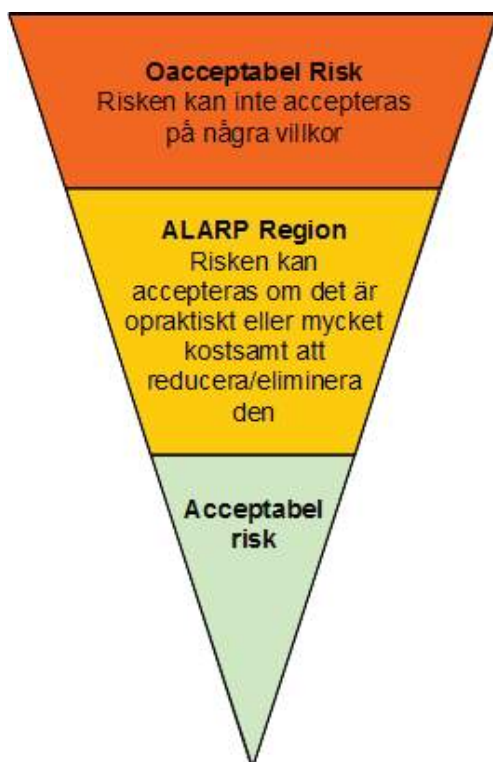 Oacceptabel Risk
Risken kan inte accepteras
på några villkor
ALARP Region
Risken kan
accepteras om det är
opraktiskt eller mycket
kostsamt att
reducera/eliminera
den
Acceptabel
risk